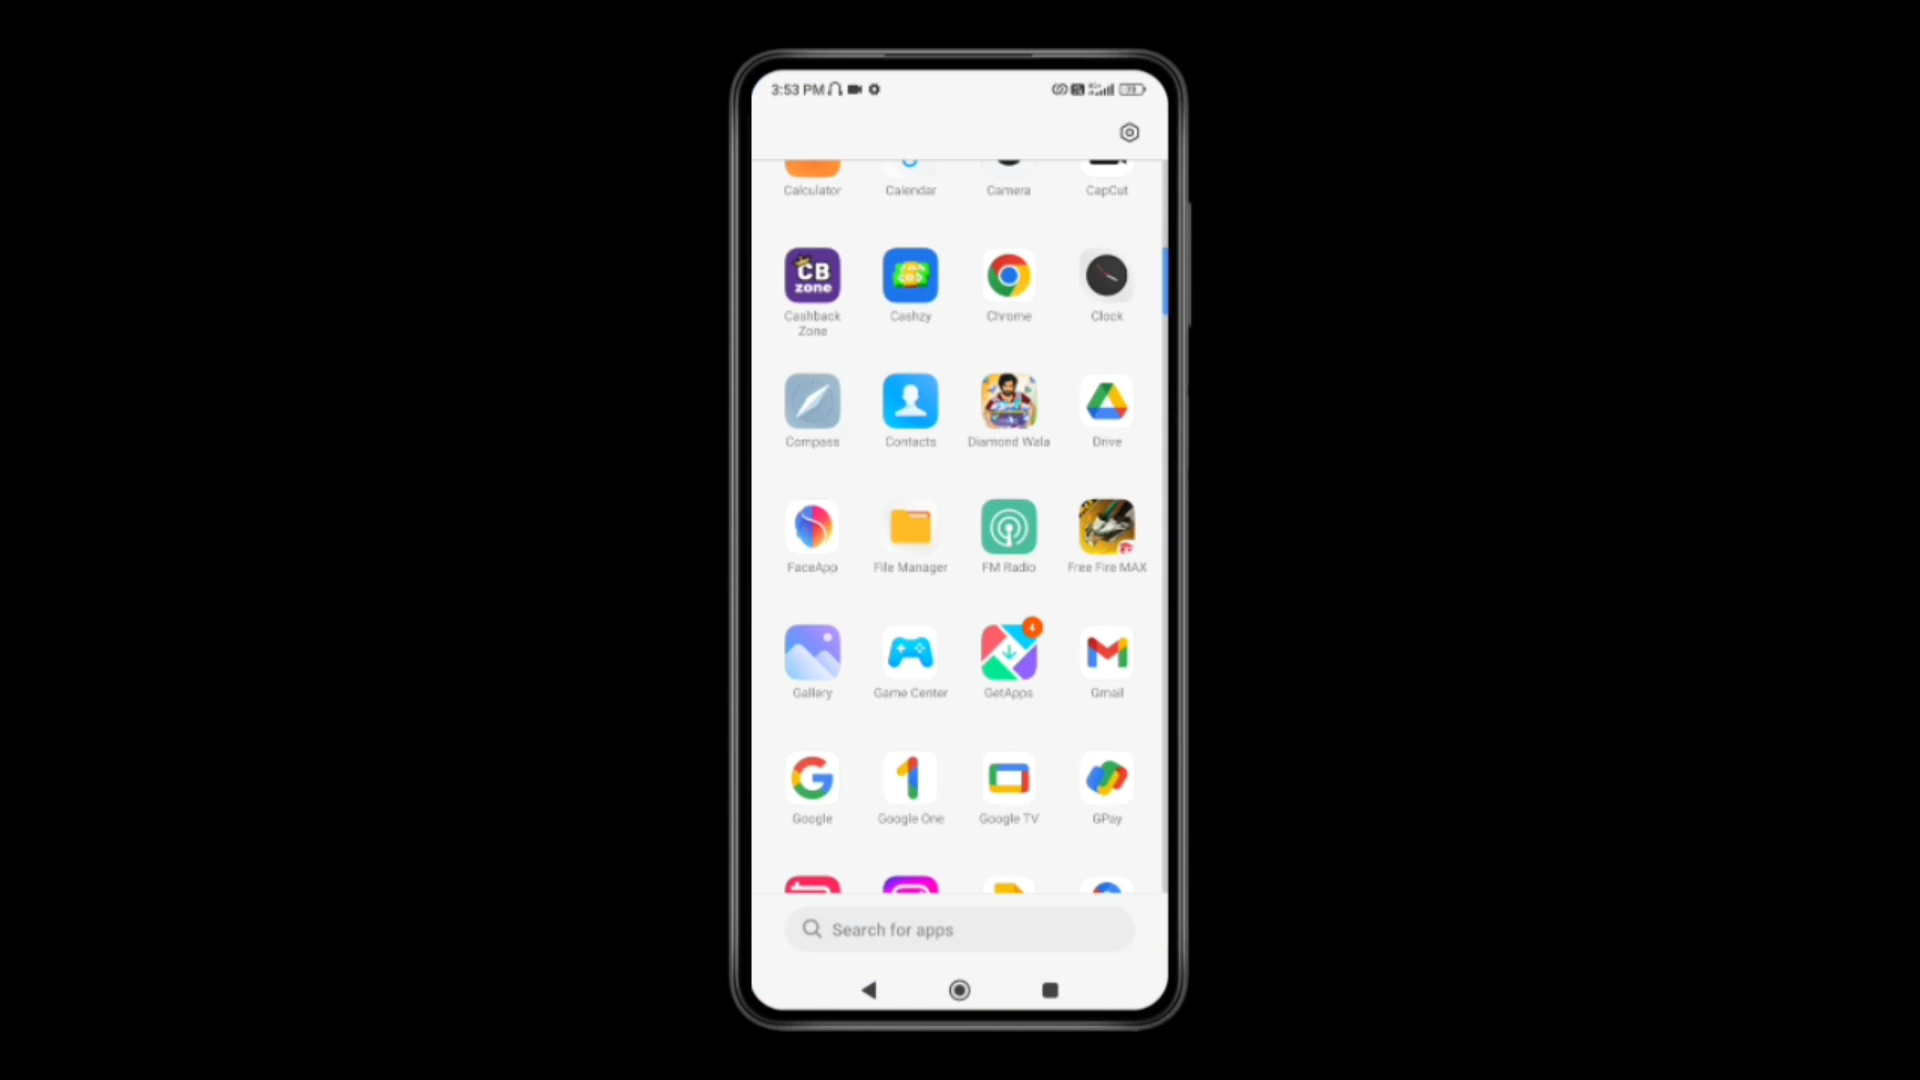 3:53 PM
Calculator Calendar Camera CapCut
CB
zone
Cashback Cashzy Chrome Clock
Zone
Compass Contacts Diamond Wala Drive
FaceApp File Manager FM Radio Free Fire MAX
4
Gallery Game Center GetApps Gmail
Google Google One Google TV GPay
Search for apps